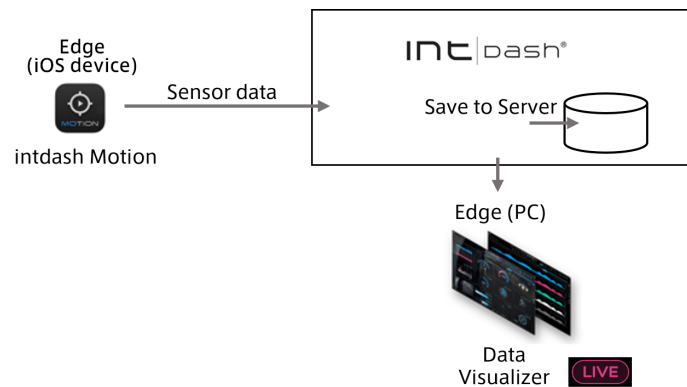 Edge
(iOS device)
MOTION
intdash Motion
Sensor data
INt|DASH®
Save to Server
Edge (PC)
Data
Visualizer
LIVE